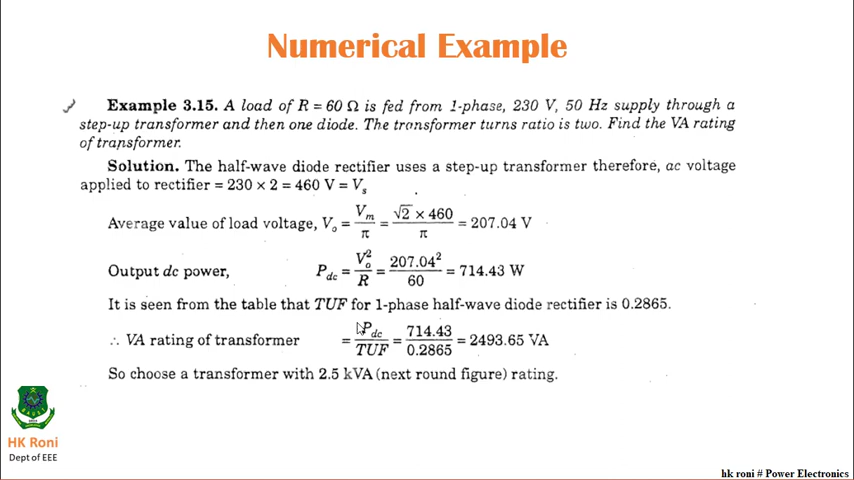 Numerical Example
Example 3.15. A load of R = 60 Ω is fed from 1-phase, 230 V, 50 Hz supply through a
step-up transformer and then one diode. The transformer turns ratio is two. Find the VA rating
of transformer.
Solution. The half-wave diode rectifier uses a step-up transformer therefore, ac voltage
applied to rectifier = 230 × 2 = 460 V = Vs
Average value of load voltage, Vo = Vm/π = √2 × 460/π = 207.04 V
Output dc power, Pdc = Vo²/R = 207.04²/60 = 714.43 W
It is seen from the table that TUF for 1-phase half-wave diode rectifier is 0.2865.
∴ VA rating of transformer = Pdc/TUF = 714.43/0.2865 = 2493.65 VA
So choose a transformer with 2.5 kVA (next round figure) rating.
HK Roni
Dept of EEE
hk roni # Power Electronics